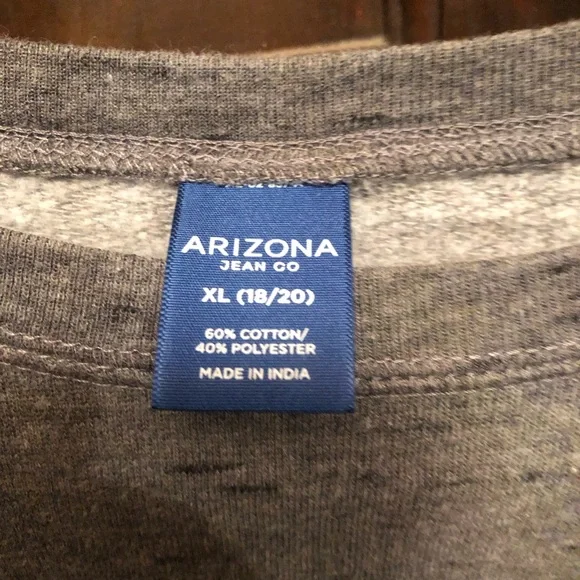 ARIZONA
JEAN CO
XL (18/20)
60% COTTON/
40% POLYESTER
MADE IN INDIA